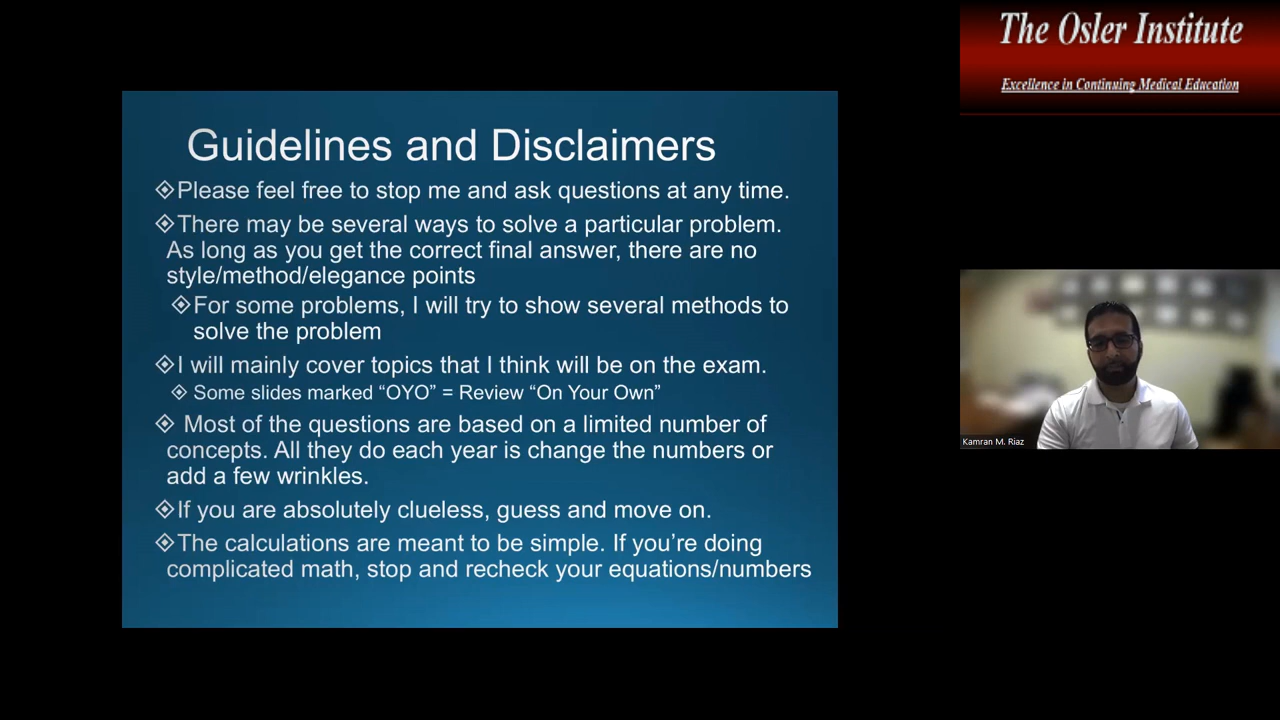 The Osler Institute
Excellence in Continuing Medical Education
Guidelines and Disclaimers
Please feel free to stop me and ask questions at any time.
There may be several ways to solve a particular problem.
As long as you get the correct final answer, there are no
style/method/elegance points
For some problems, I will try to show several methods to
solve the problem
I will mainly cover topics that I think will be on the exam.
Some slides marked “OYO” = Review “On Your Own”
Most of the questions are based on a limited number of
concepts. All they do each year is change the numbers or
add a few wrinkles.
If you are absolutely clueless, guess and move on.
The calculations are meant to be simple. If you’re doing
complicated math, stop and recheck your equations/numbers
Kamran M. Riaz